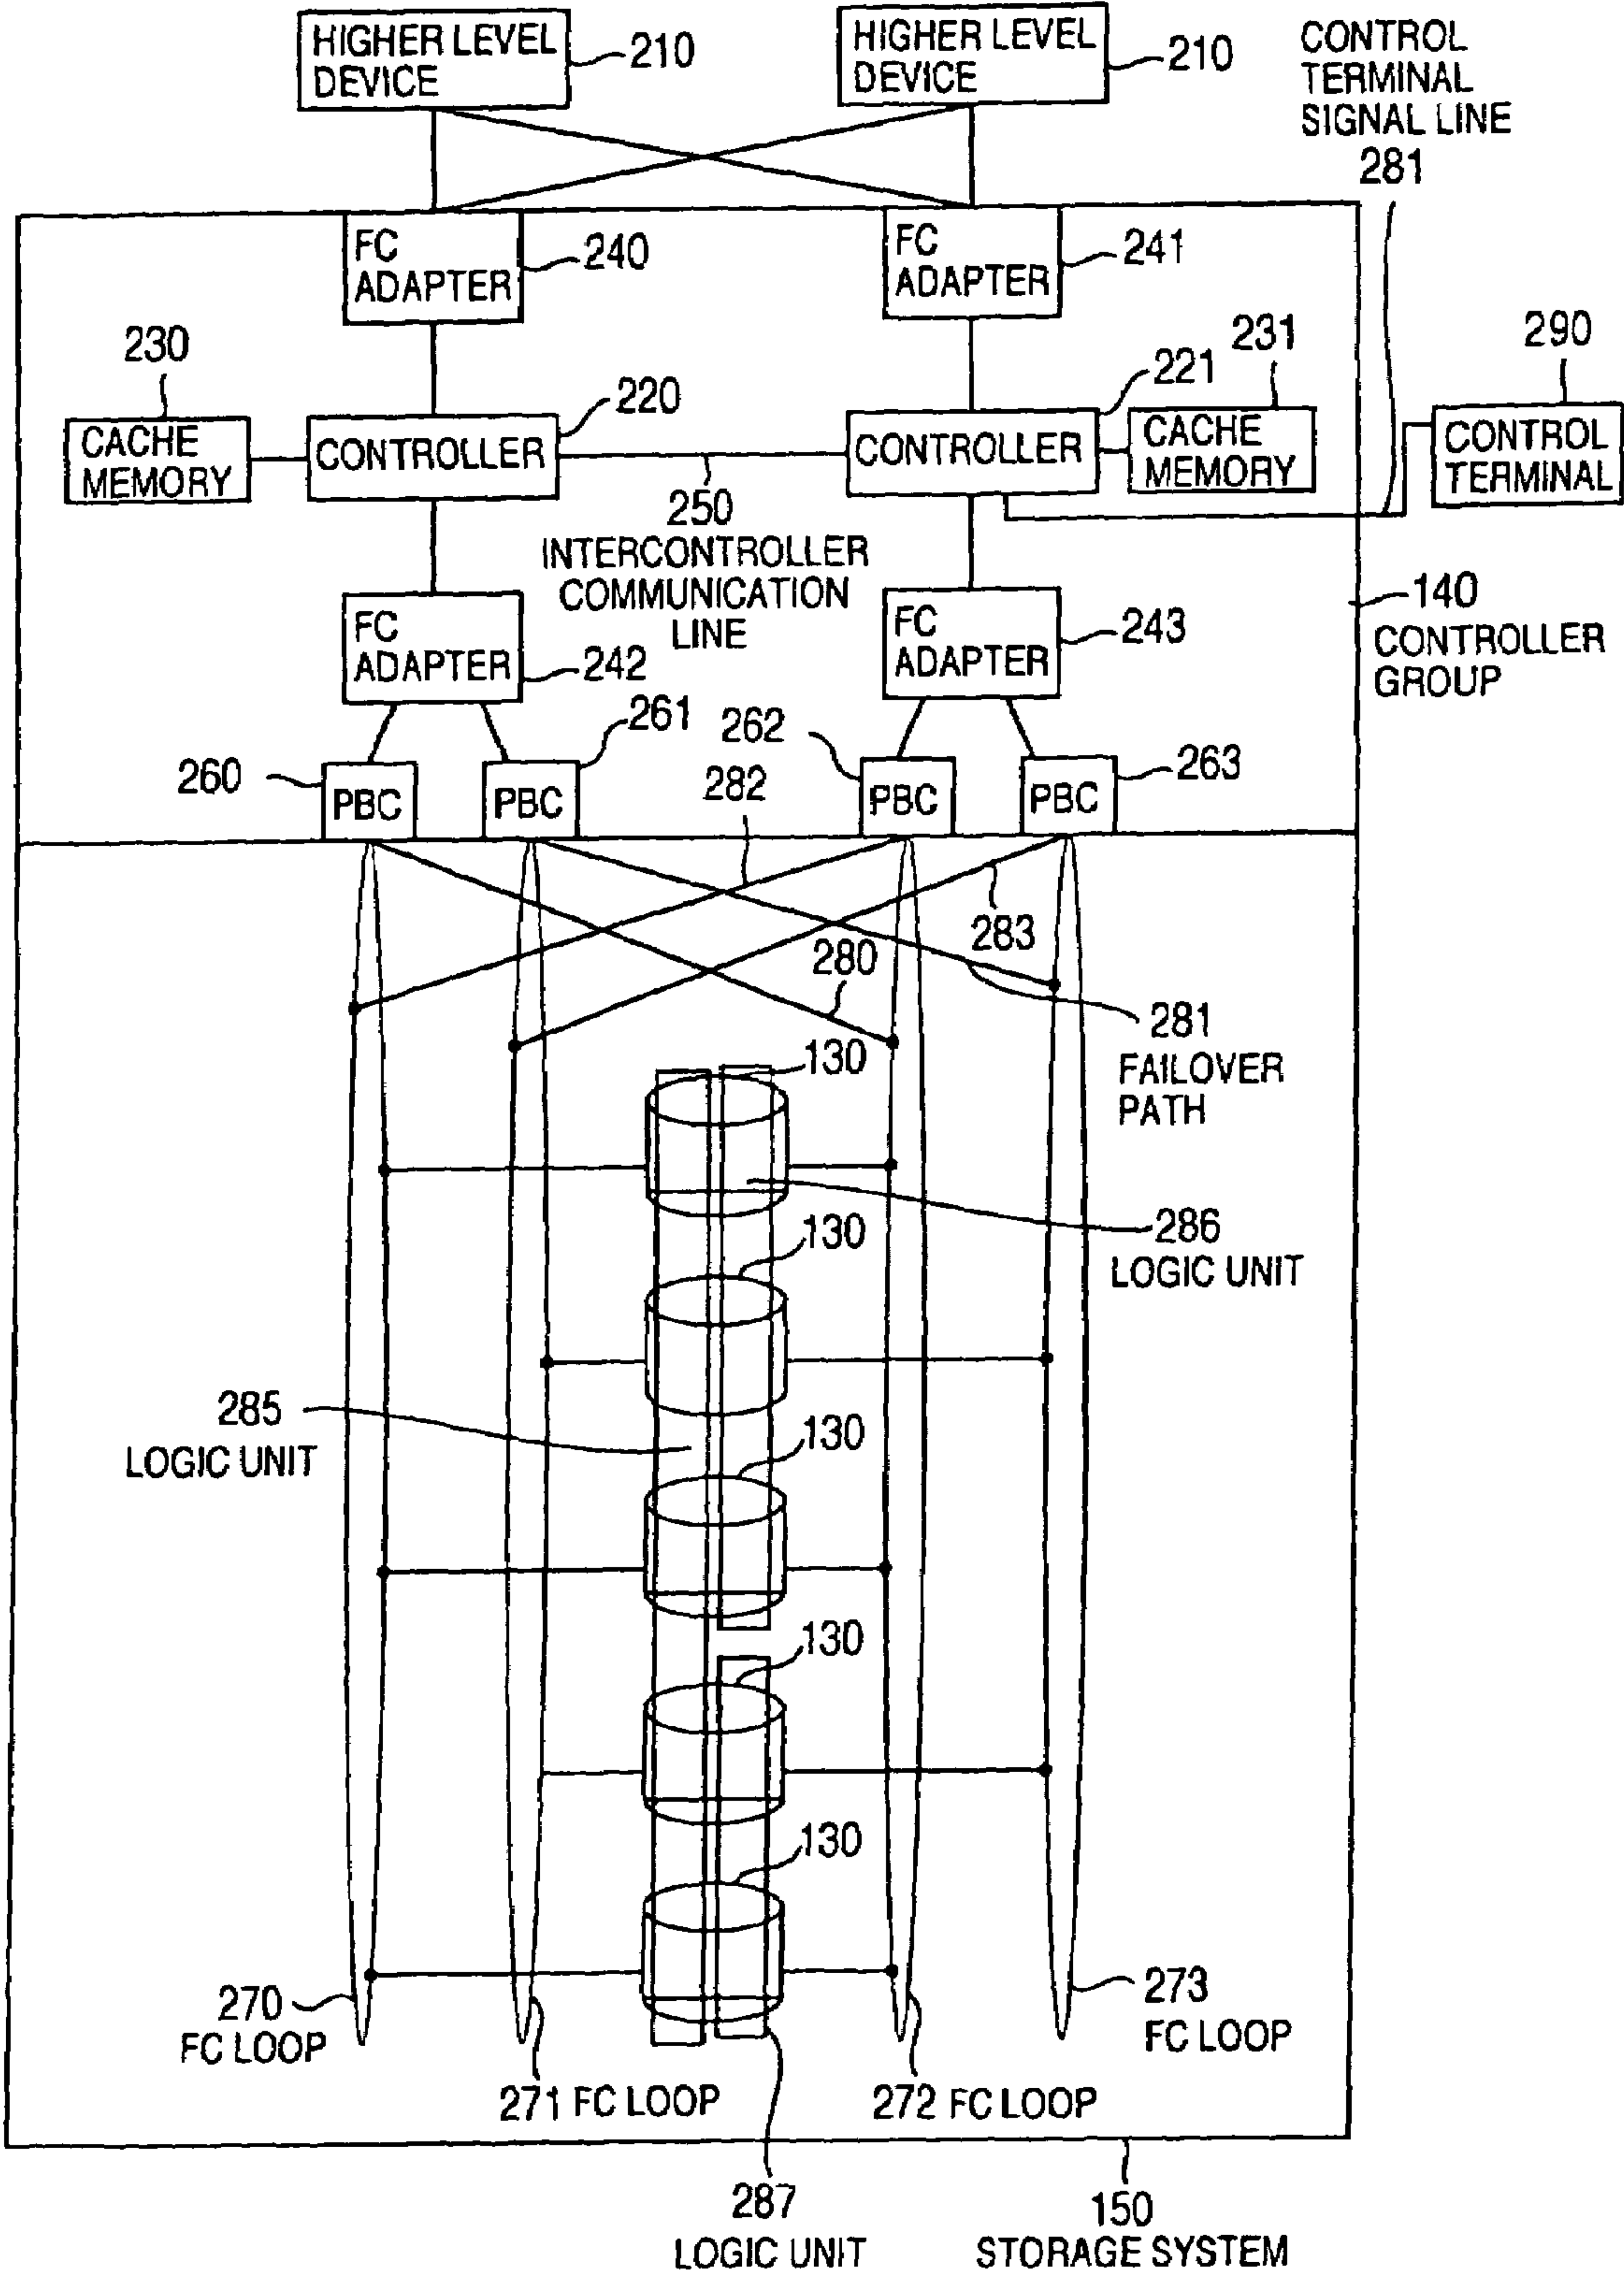 HIGHER LEVEL
DEVICE
210
HIGHER LEVEL
DEVICE
210
CONTROL
TERMINAL
SIGNAL LINE
281
FC
ADAPTER
240
FC
ADAPTER
241
230
CACHE
MEMORY
220
CONTROLLER
221
CONTROLLER
231
CACHE
MEMORY
290
CONTROL
TERMINAL
250
INTERCONTROLLER
COMMUNICATION
LINE
FC
ADAPTER
242
FC
ADAPTER
243
140
CONTROLLER
GROUP
260
PBC
261
PBC
262
PBC
263
PBC
282
283
280
281
FAILOVER
PATH
130
286
LOGIC UNIT
130
285
LOGIC UNIT
130
130
130
270
FC LOOP
271 FC LOOP
272 FC LOOP
273
FC LOOP
287
LOGIC UNIT
150
STORAGE SYSTEM